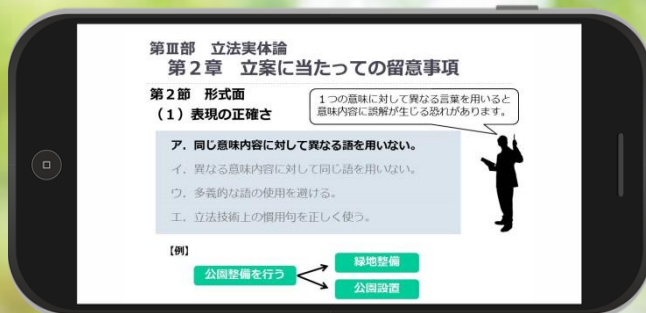 第Ⅲ部 立法実体論
第2章 立案に当たっての留意事項
第2節 形式面
(1)表現の正確さ
1つの意味に対して異なる言葉を用いると
意味内容に誤解が生じる恐れがあります。
ア. 同じ意味内容に対して異なる語を用いない。
イ. 異なる意味内容に対して同じ語を用いない。
ウ. 多義的な語の使用を避ける。
エ. 立法技術上の慣用句を正しく使う。
【例】
公園整備を行う
緑地整備
公園設置